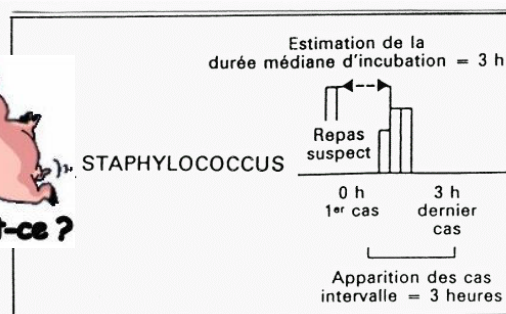 Estimation de la
durée médiane d'incubation = 3 h
Repas
suspect
STAPHYLOCOCCUS
0 h
3 h
1er cas
dernier
cas
t-ce ?
Apparition des cas
intervalle = 3 heures